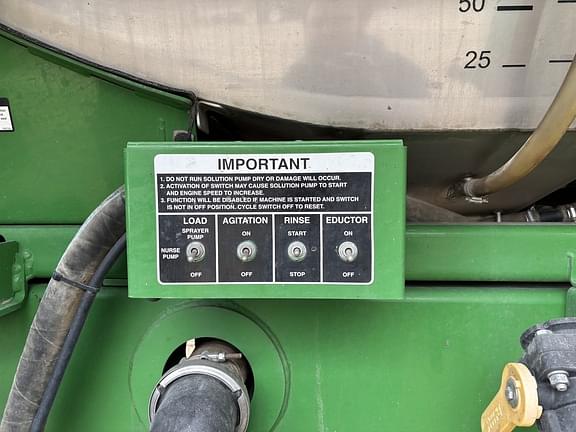 50
25
IMPORTANT
1. DO NOT RUN SOLUTION PUMP DRY OR DAMAGE WILL OCCUR.
2. ACTIVATION OF SWITCH MAY CAUSE SOLUTION PUMP TO START
AND ENGINE SPEED TO INCREASE.
3. FUNCTION WILL BE DISABLED IF MACHINE IS STARTED AND SWITCH
IS NOT IN OFF POSITION. CYCLE SWITCH OFF TO RESET.
LOAD AGITATION RINSE EDUCTOR
SPRAYER
PUMP ON START ON
NURSE
PUMP
OFF OFF STOP OFF